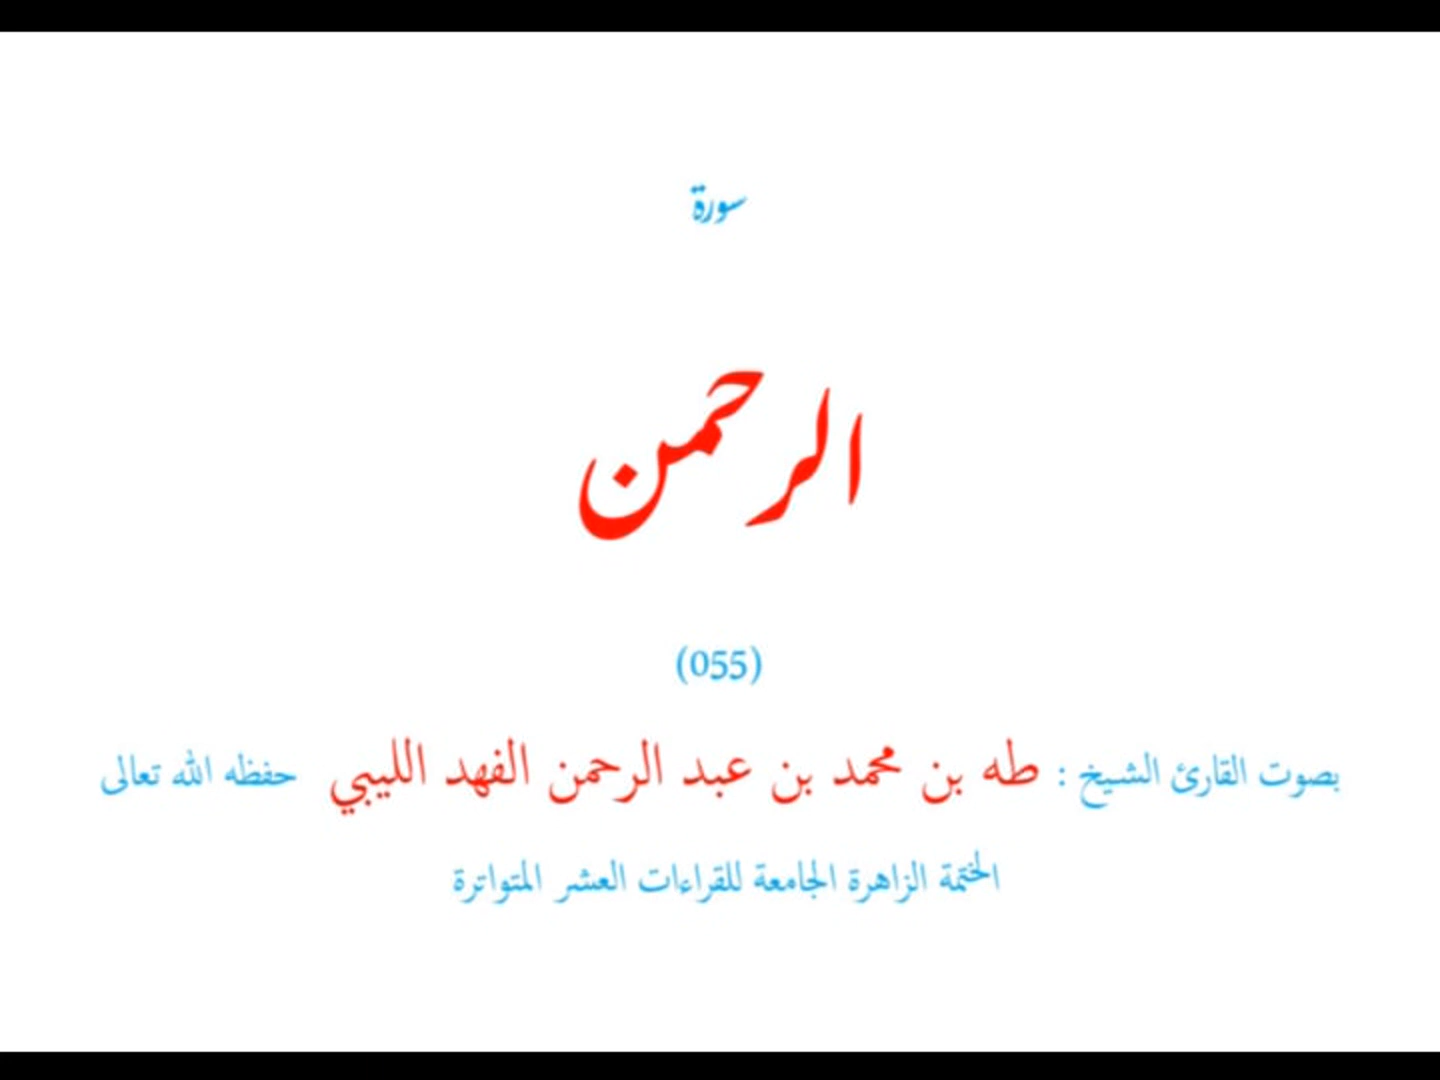 سورة
الرحمن
(055)
بصوت القارئ الشيخ : طه بن محمد بن عبد الرحمن الفهد الليبي حفظه الله تعالى
الختمة الزاهرة الجامعة للقراءات العشر المتواترة